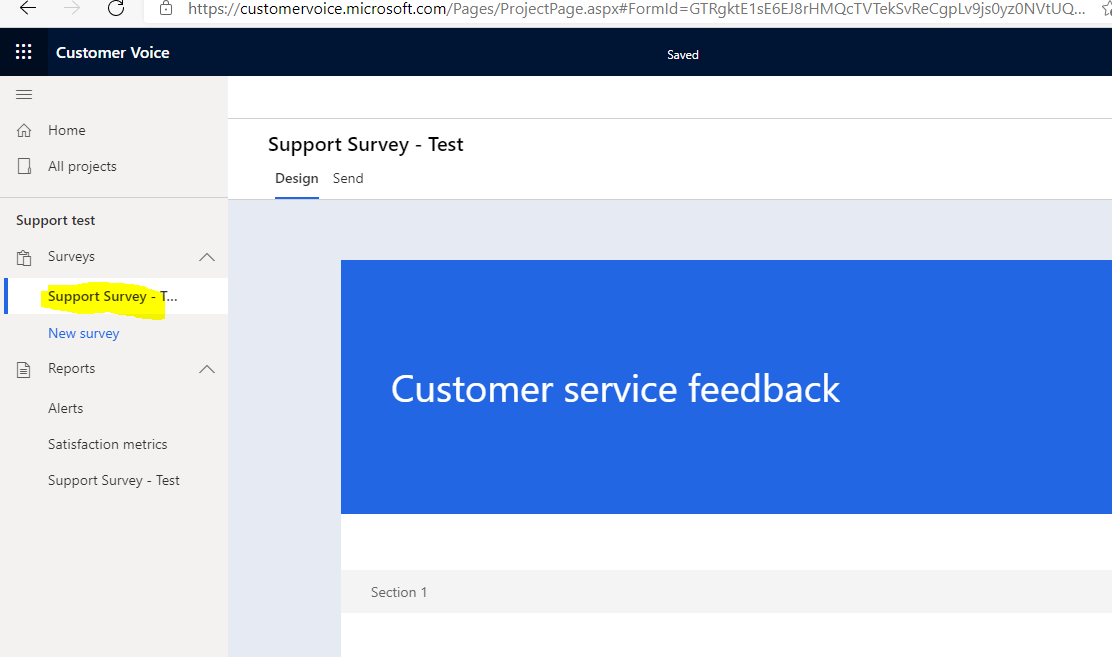 https://customervoice.microsoft.com/Pages/ProjectPage.aspx#FormId=GTRgktE1sE6EJ8rHMQcTVTekSvReCgpLv9js0yz0NVtUQ...
Customer Voice
Saved
Home
All projects
Support test
Surveys
Support Survey - T...
New survey
Reports
Alerts
Satisfaction metrics
Support Survey - Test
Support Survey - Test
Design Send
Customer service feedback
Section 1